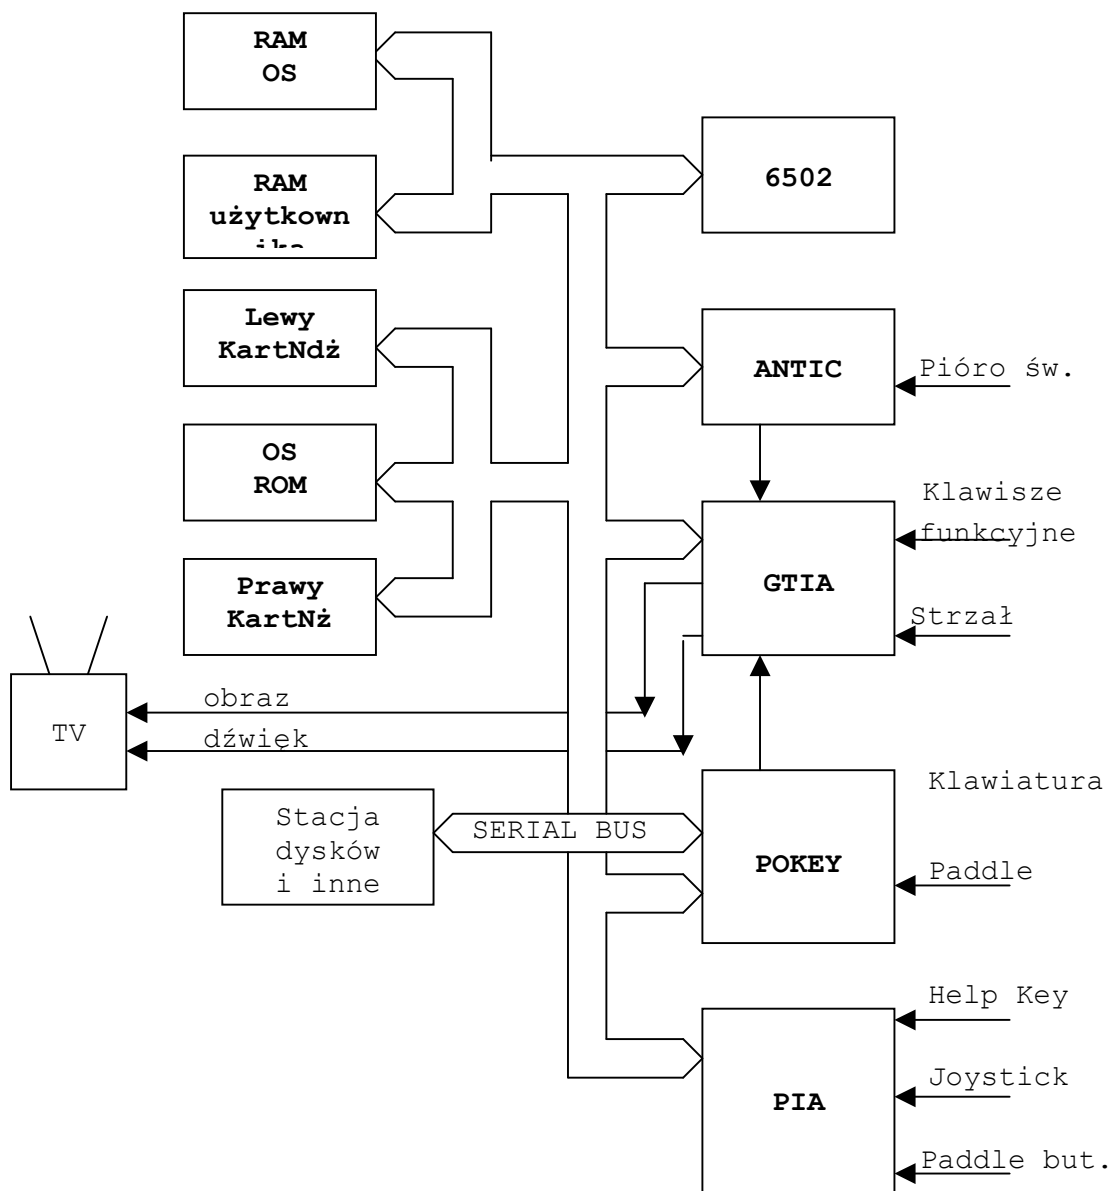 RAM
OS
RAM
użytkown
ika
6502
Lewy
KartNdż
ANTIC
Pióro św.
OS
ROM
Klawisze
funkcyjne
GTIA
Prawy
KartNż
Strzał
TV
obraz
dźwięk
Stacja
dysków
i inne
SERIAL BUS
Klawiatura
POKEY
Paddle
Help Key
Joystick
PIA
Paddle but.